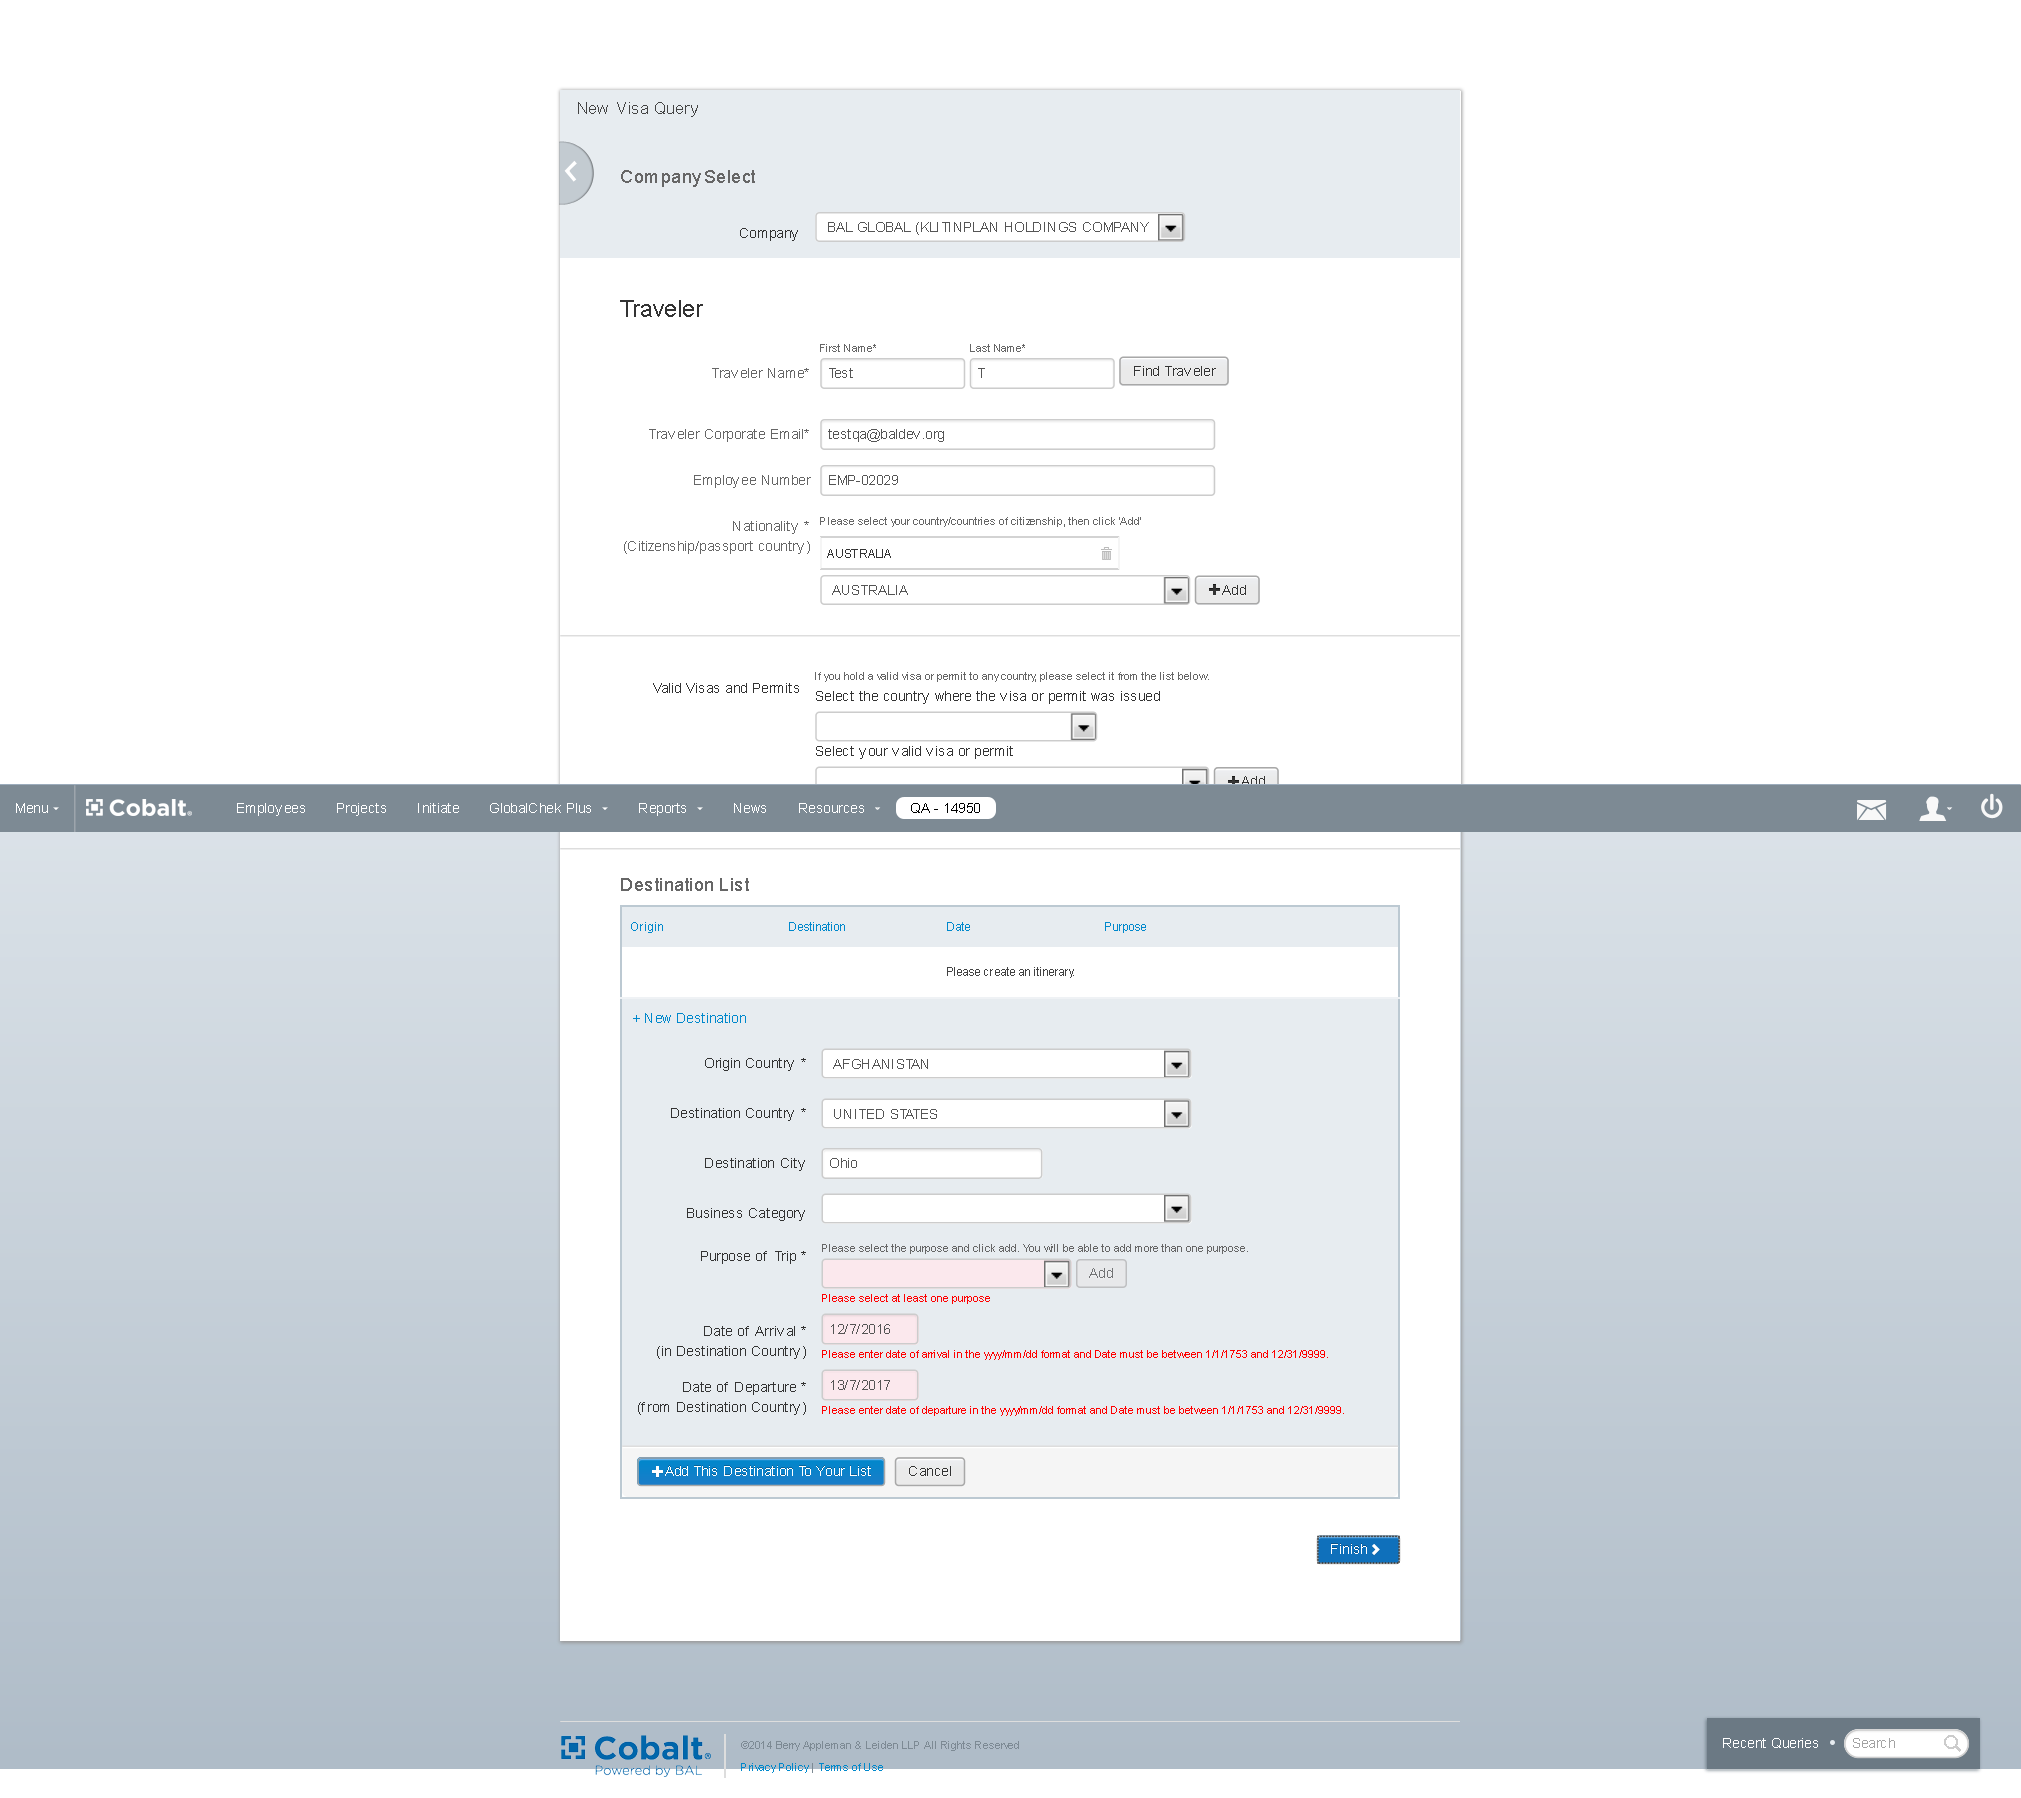 New Visa Query
Company Select
Company
BAL GLOBAL (KLITINPLAN HOLDINGS COMPANY
Traveler
First Name*
Last Name*
Traveler Name*
Test
T
Find Traveler
Traveler Corporate Email*
testqa@baldev.org
Employee Number
EMP-02029
Nationality *
(Citizenship/passport country)
Please select your country/countries of citizenship, then click 'Add'
AUSTRALIA
AUSTRALIA
Add
Valid Visas and Permits
If you hold a valid visa or permit to any country, please select it from the list below.
Select the country where the visa or permit was issued
Select your valid visa or permit
Add
Menu
Cobalt.
Employees
Projects
Initiate
GlobalChek Plus
Reports
News
Resources
QA - 14950
Destination List
Origin
Destination
Date
Purpose
Please create an itinerary.
+ New Destination
Origin Country *
AFGHANISTAN
Destination Country *
UNITED STATES
Destination City
Ohio
Business Category
Purpose of Trip *
Please select the purpose and click add. You will be able to add more than one purpose.
Add
Please select at least one purpose
Date of Arrival *
(in Destination Country)
12/7/2016
Please enter date of arrival in the yyyy/mm/dd format and Date must be between 1/1/1753 and 12/31/9999.
Date of Departure *
(from Destination Country)
13/7/2017
Please enter date of departure in the yyyy/mm/dd format and Date must be between 1/1/1753 and 12/31/9999.
Add This Destination To Your List
Cancel
Finish
Cobalt®
Powered by BAL
©2014 Berry Appleman & Leiden LLP All Rights Reserved
Privacy Policy | Terms of Use
Recent Queries
Search